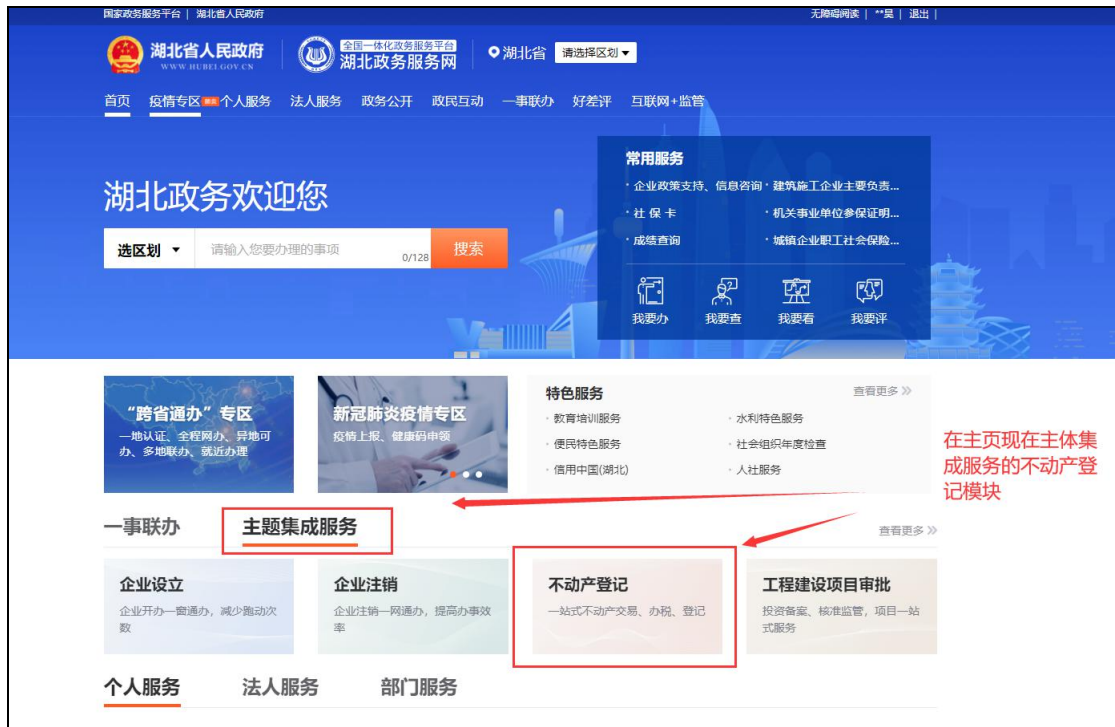 国家政务服务平台 | 湖北省人民政府
无障碍阅读 | **昊 | 退出 |
湖北省人民政府
WWW.HUBEI.GOV.CN
全国一体化政务服务平台
湖北政务服务网
湖北省 请选择区划
首页 疫情专区 个人服务 法人服务 政务公开 政民互动 一事联办 好差评 互联网+监管
湖北政务欢迎您
选区划 请输入您要办理的事项 0/128 搜索
常用服务
· 企业政策支持、信息咨询 · 建筑施工企业主要负责...
· 社 保 卡 · 机关事业单位参保证明...
· 成绩查询 · 城镇企业职工社会保险...
我要办 我要查 我要看 我要评
“跨省通办”专区
一地认证、全程网办、异地可
办、多地联办、就近办理
新冠肺炎疫情专区
疫情上报、健康码申领
特色服务 查看更多
· 教育培训服务 · 水利特色服务
· 便民特色服务 · 社会组织年度检查
· 信用中国(湖北) · 人社服务
在主页现在主体集
成服务的不动产登
记模块
一事联办 主题集成服务 查看更多
企业设立
企业开办一窗通办，减少跑动次
数
企业注销
企业注销一网通办，提高办事效
率
不动产登记
一站式不动产交易、办税、登记
工程建设项目审批
投资备案、核准监管，项目一站
式服务
个人服务 法人服务 部门服务